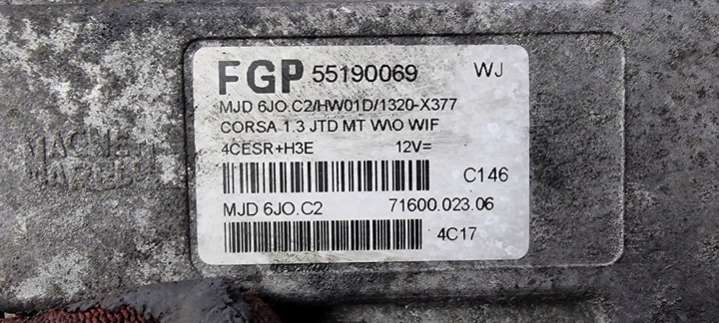 FGP 55190069 WJ
MJD 6JO.C2/HW01D/1320-X377
CORSA 1.3 JTD MT W\O WIF
4CESR+H3E 12V=
C146
MJD 6JO.C2 71600.023.06
4C17
MAGNETI
MARELLI